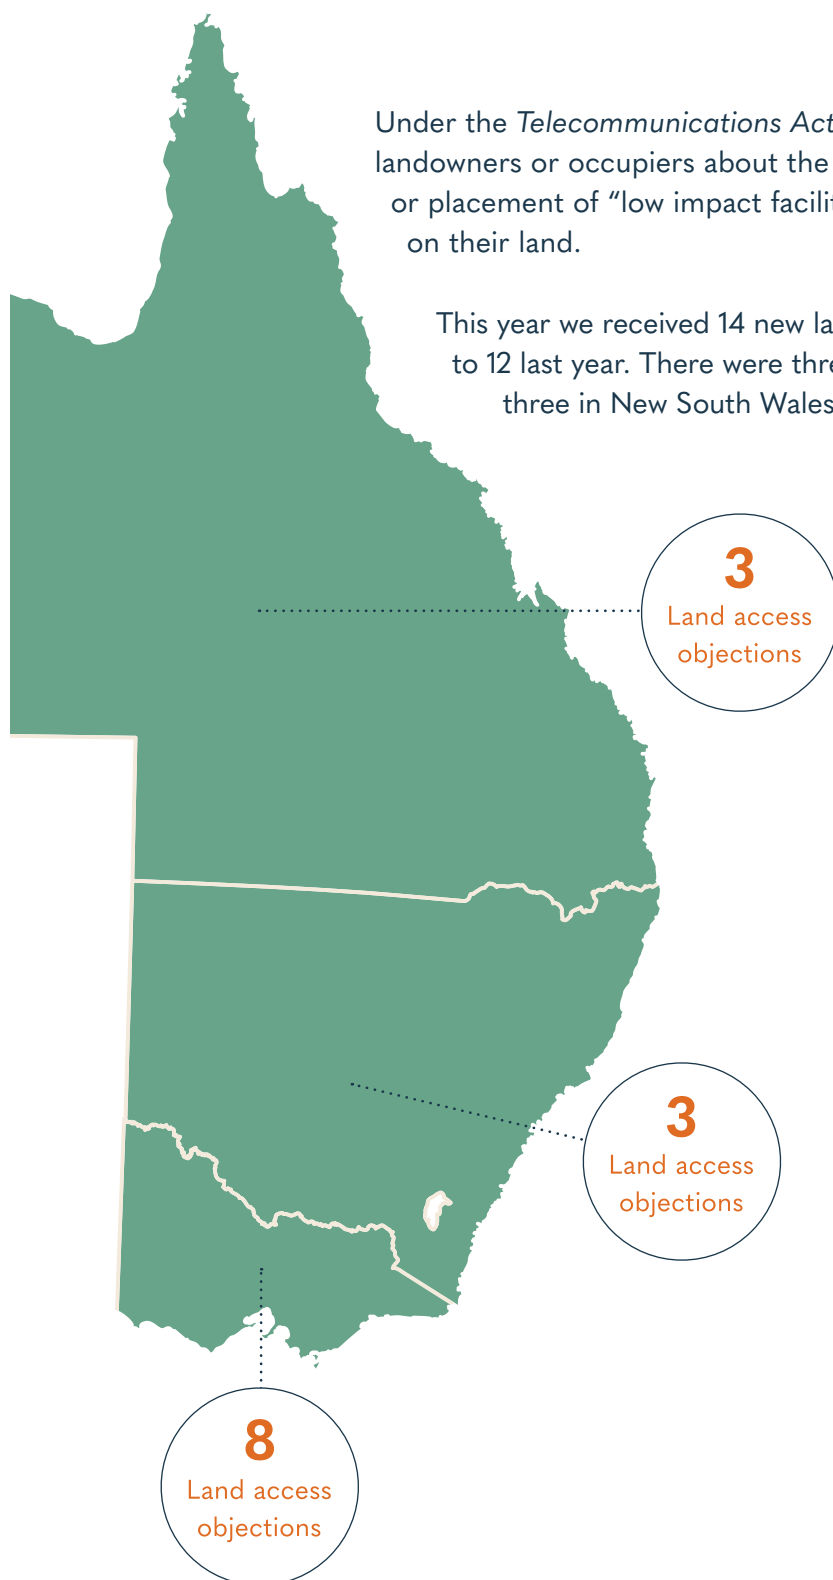 Under the Telecommunications Act
landowners or occupiers about the
or placement of “low impact facilit
on their land.
This year we received 14 new la
to 12 last year. There were thre
three in New South Wales
3
Land access
objections
3
Land access
objections
8
Land access
objections